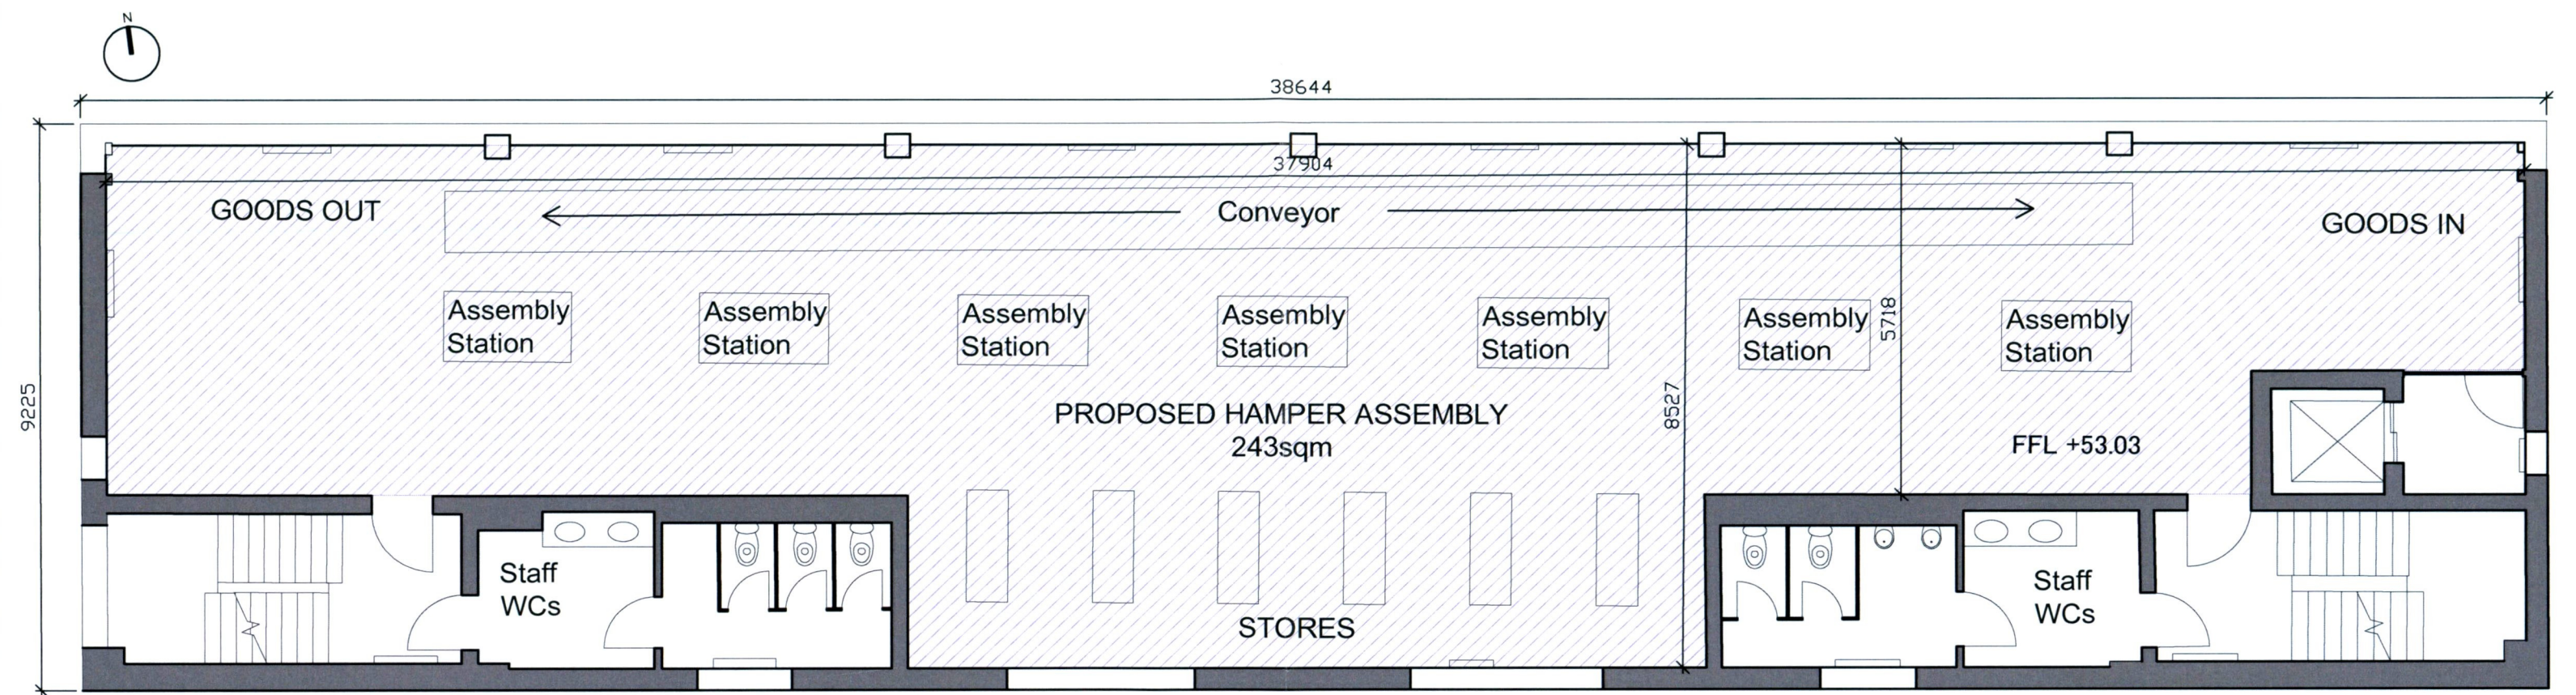 N
38644
37904
GOODS OUT
Conveyor
GOODS IN
Assembly
Station
Assembly
Station
Assembly
Station
Assembly
Station
Assembly
Station
Assembly
Station
Assembly
Station
5718
9225
8527
PROPOSED HAMPER ASSEMBLY
243sqm
FFL +53.03
Staff
WCs
STORES
Staff
WCs